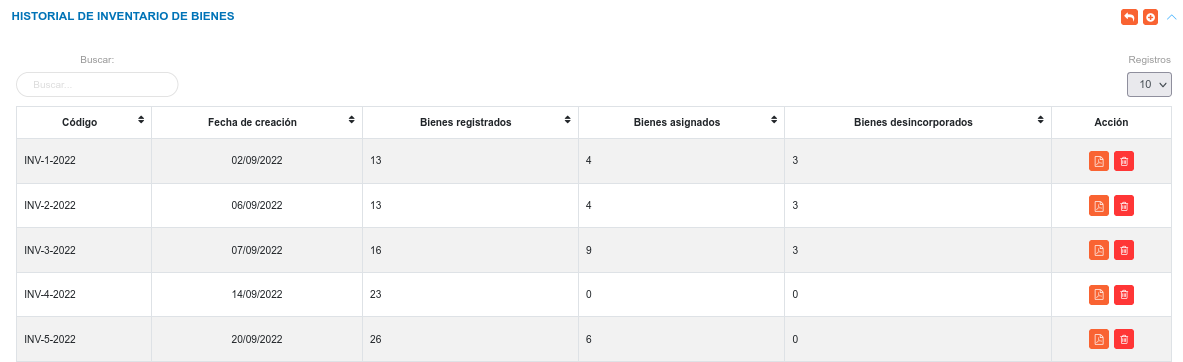 HISTORIAL DE INVENTARIO DE BIENES
Buscar: Registros
Buscar... 10
Código Fecha de creación Bienes registrados Bienes asignados Bienes desincorporados Acción
INV-1-2022 02/09/2022 13 4 3
INV-2-2022 06/09/2022 13 4 3
INV-3-2022 07/09/2022 16 9 3
INV-4-2022 14/09/2022 23 0 0
INV-5-2022 20/09/2022 26 6 0